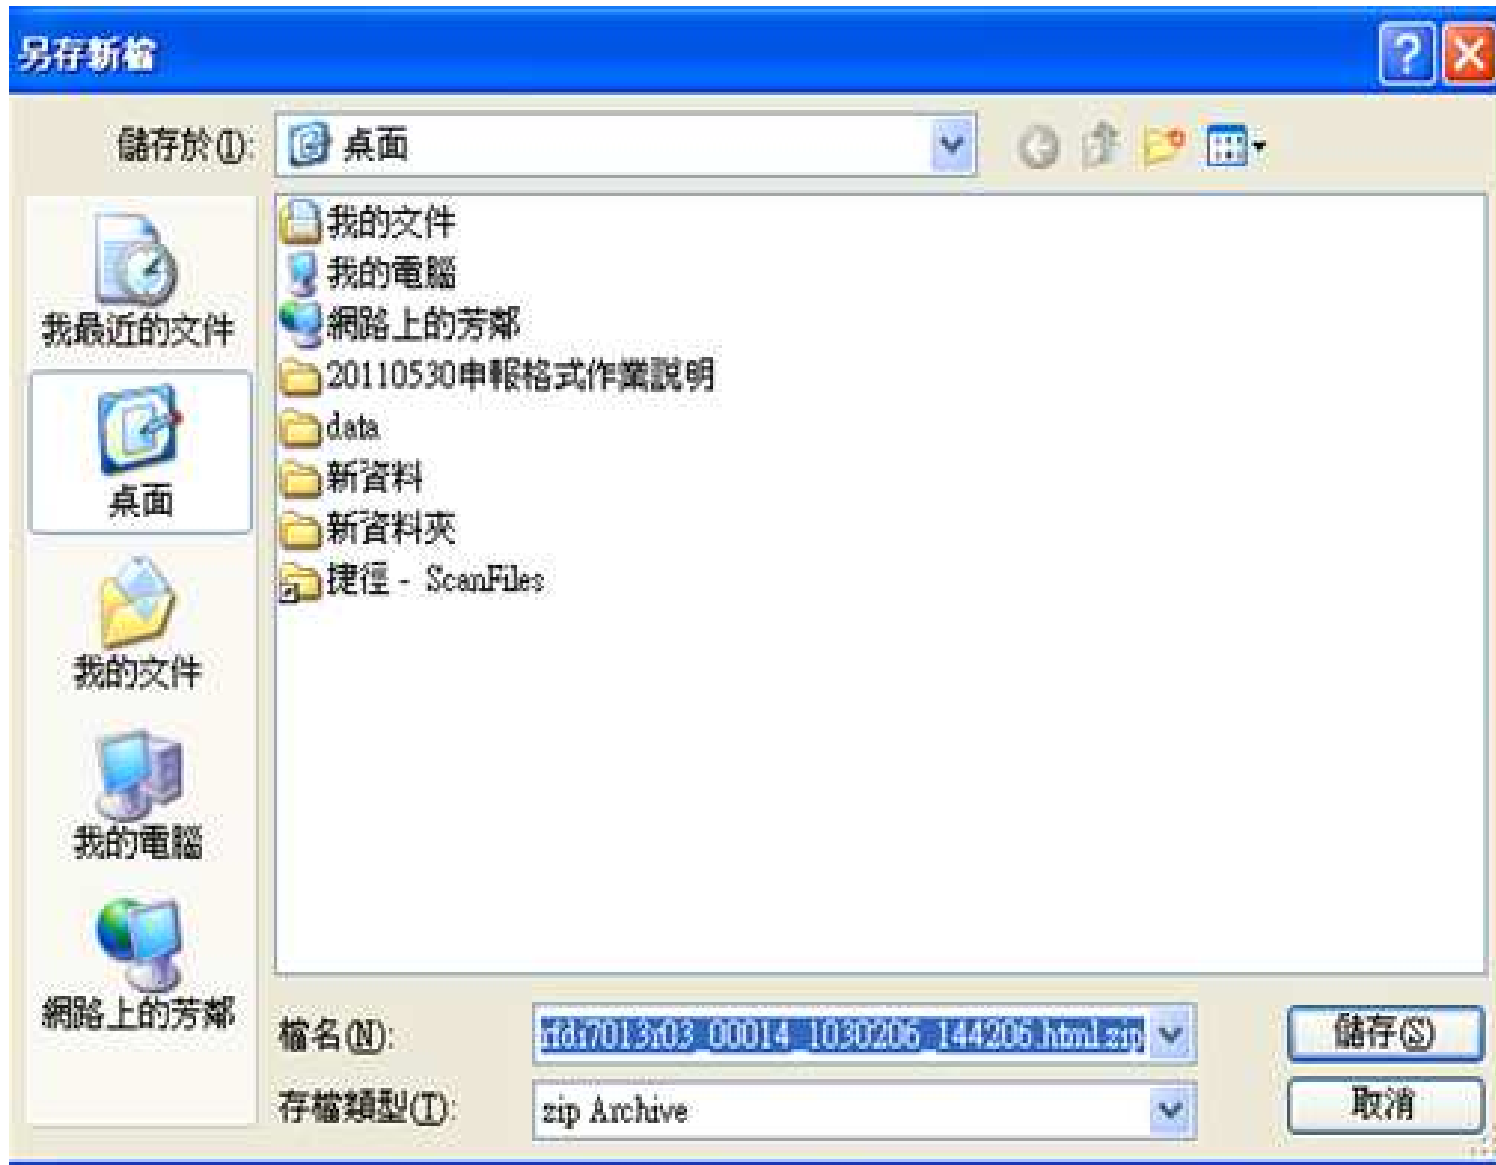 另存新檔
儲存於(I):
桌面
我的文件
我的電腦
網路上的芳鄰
20110530申報格式作業說明
data
新資料
新資料夾
捷徑 - ScanFiles
我最近的文件
桌面
我的文件
我的電腦
網路上的芳鄰
檔名(N):
儲存(S)
存檔類型(T):
zip Archive
取消